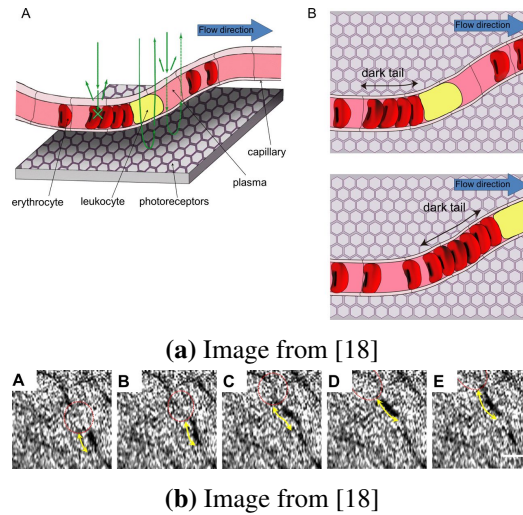 A
Flow direction
erythrocyte
leukocyte
photoreceptors
plasma
capillary
B
Flow direction
dark tail
Flow direction
dark tail
(a) Image from [18]
A
B
C
D
E
(b) Image from [18]